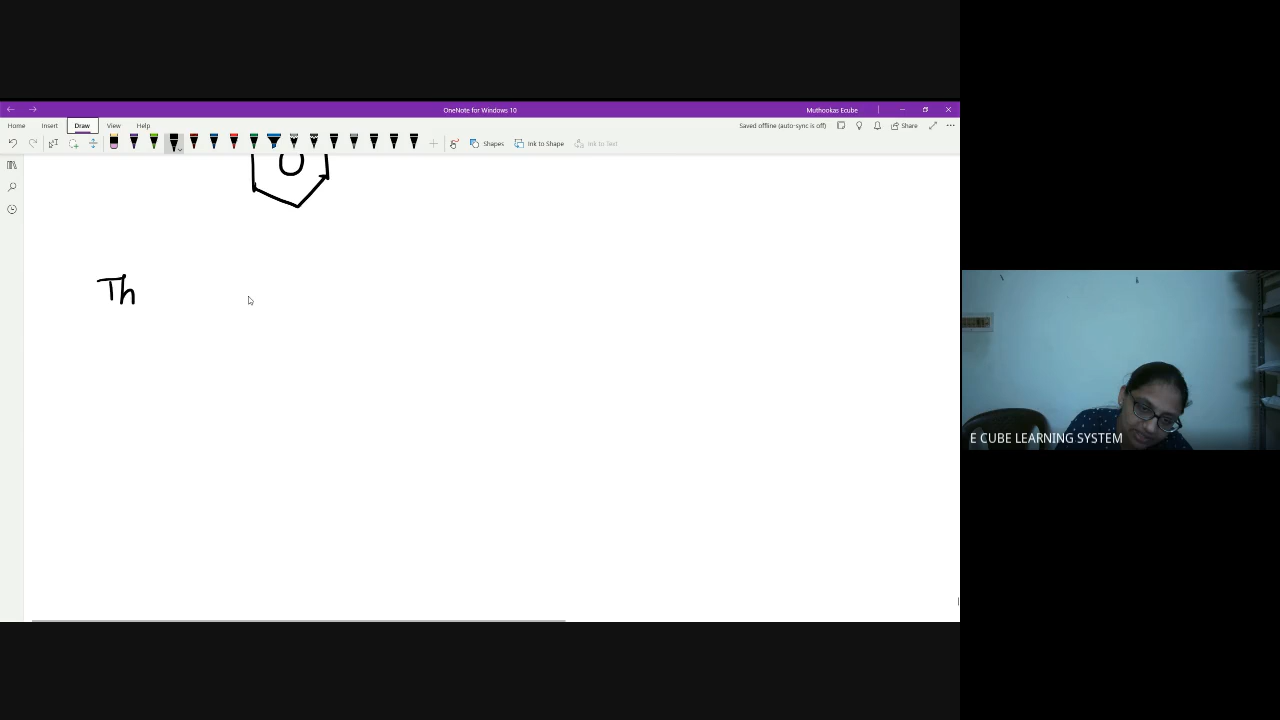 OneNote for Windows 10
Muthookas Ecube
Home Insert Draw View Help
Saved offline (auto-sync is off)
Share
Shapes
Ink to Shape
Ink to Text
Th
E CUBE LEARNING SYSTEM